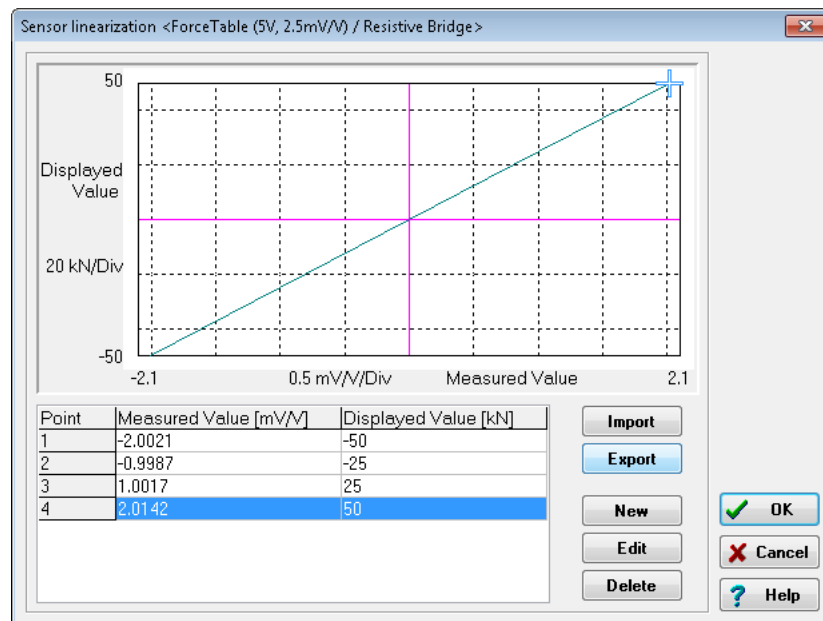 Sensor linearization <ForceTable (5V, 2.5mV/V) / Resistive Bridge>
50
Displayed
Value
20 kN/Div
-50
-2.1 0.5 mV/V/Div Measured Value 2.1
Point Measured Value [mV/V] Displayed Value [kN]
1 -2.0021 -50
2 -0.9987 -25
3 1.0017 25
4 2.0142 50
Import
Export
New
Edit
Delete
OK
Cancel
? Help